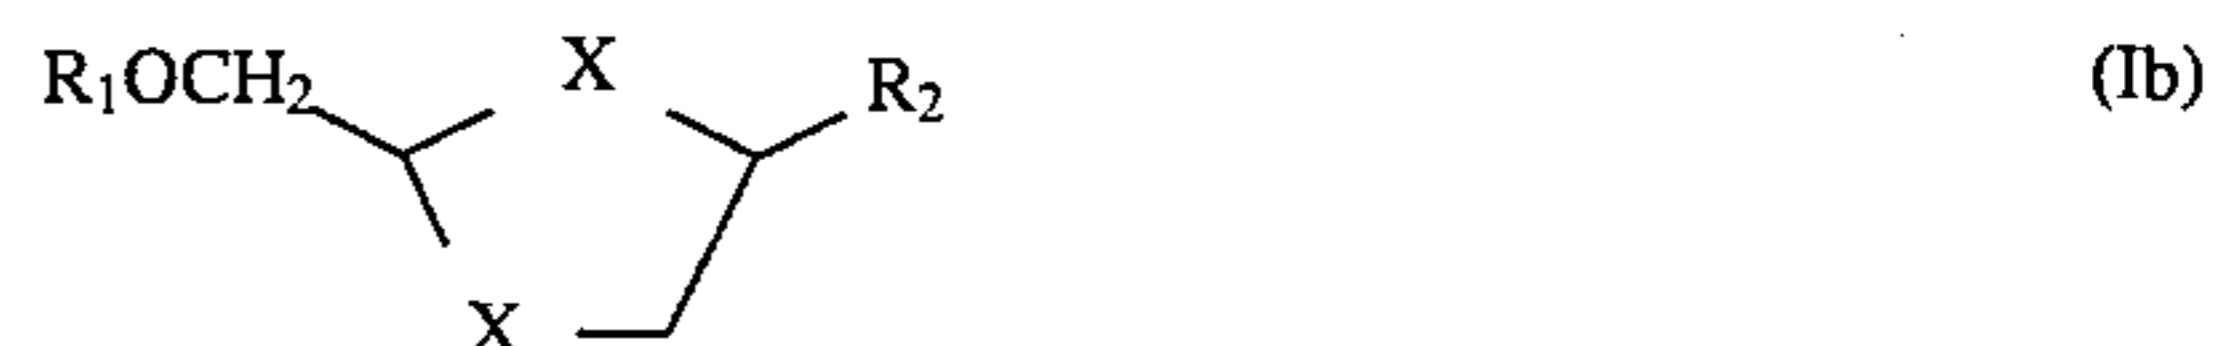 R₁OCH₂ X R₂ (Ib)
X